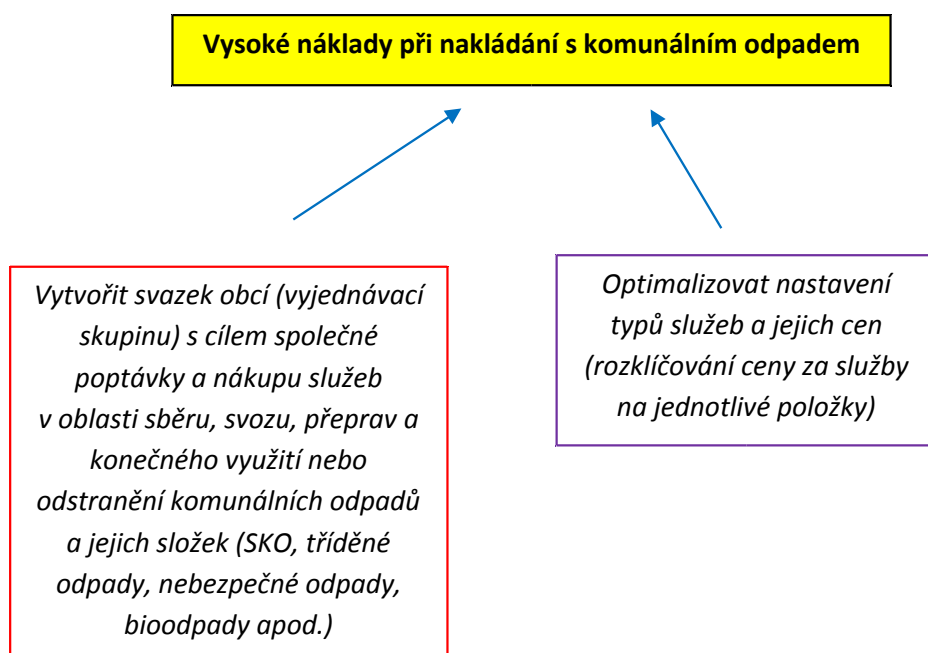 Vysoké náklady při nakládání s komunálním odpadem
Vytvořit svazek obcí (vyjednávací
skupinu) s cílem společné
poptávky a nákupu služeb
v oblasti sběru, svozu, přeprav a
konečného využití nebo
odstranění komunálních odpadů
a jejich složek (SKO, tříděné
odpady, nebezpečné odpady,
bioodpady apod.)
Optimalizovat nastavení
typů služeb a jejich cen
(rozklíčování ceny za služby
na jednotlivé položky)